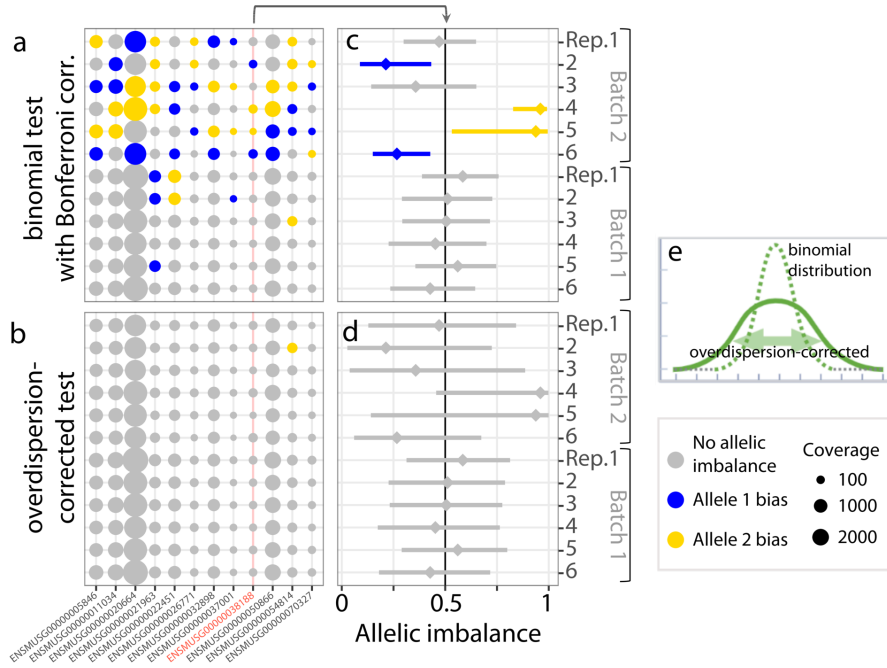 a
binomial test
with Bonferroni corr.
c
Rep.1
2
3
4
5
6
Batch 2
Rep.1
2
3
4
5
6
Batch 1
b
overdispersion-
corrected test
d
Rep.1
2
3
4
5
6
Batch 2
Rep.1
2
3
4
5
6
Batch 1
ENSMUSG00000005846
ENSMUSG00000011034
ENSMUSG00000020664
ENSMUSG00000021963
ENSMUSG00000022451
ENSMUSG00000026771
ENSMUSG00000032898
ENSMUSG00000037001
ENSMUSG00000038188
ENSMUSG00000050866
ENSMUSG00000054814
ENSMUSG00000070327
0
0.5
1
Allelic imbalance
e
binomial
distribution
overdispersion-corrected
No allelic
imbalance
Allele 1 bias
Allele 2 bias
Coverage
100
1000
2000